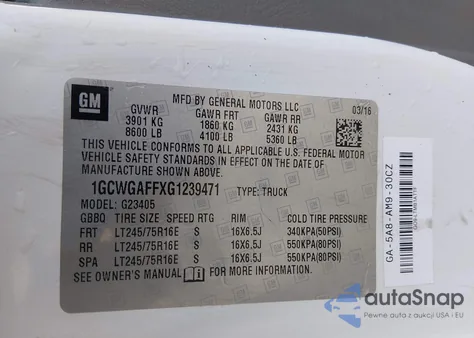 GM
MFD BY GENERAL MOTORS LLC
03/16
GVWR GAWR FRT GAWR RR
3901 KG 1860 KG 2431 KG
8600 LB 4100 LB 5360 LB
THIS VEHICLE CONFORMS TO ALL APPLICABLE U.S. FEDERAL MOTOR
VEHICLE SAFETY STANDARDS IN EFFECT ON THE DATE OF
MANUFACTURE SHOWN ABOVE.
1GCWGAFFXG1239471 TYPE: TRUCK
MODEL: G23405
GBBQ TIRE SIZE SPEED RTG RIM COLD TIRE PRESSURE
FRT LT245/75R16E S 16X6.5J 340KPA(50PSI)
RR LT245/75R16E S 16X6.5J 550KPA(80PSI)
SPA LT245/75R16E S 16X6.5J 550KPA(80PSI)
SEE OWNER'S MANUAL FOR MORE INFORMATION
GA-5A8-AM9-30CZ
autoSnap
Pewne auta z aukcji USA i EU